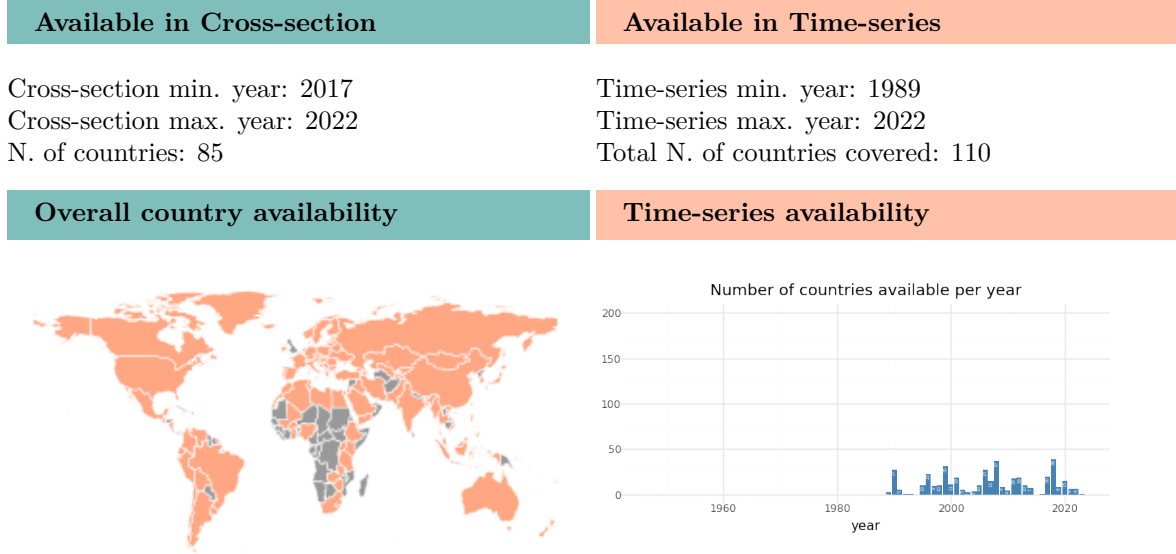 Available in Cross-section
Available in Time-series
Cross-section min. year: 2017
Cross-section max. year: 2022
N. of countries: 85
Time-series min. year: 1989
Time-series max. year: 2022
Total N. of countries covered: 110
Overall country availability
Time-series availability
Number of countries available per year
200
150
100
50
0
1960 1980 2000 2020
year